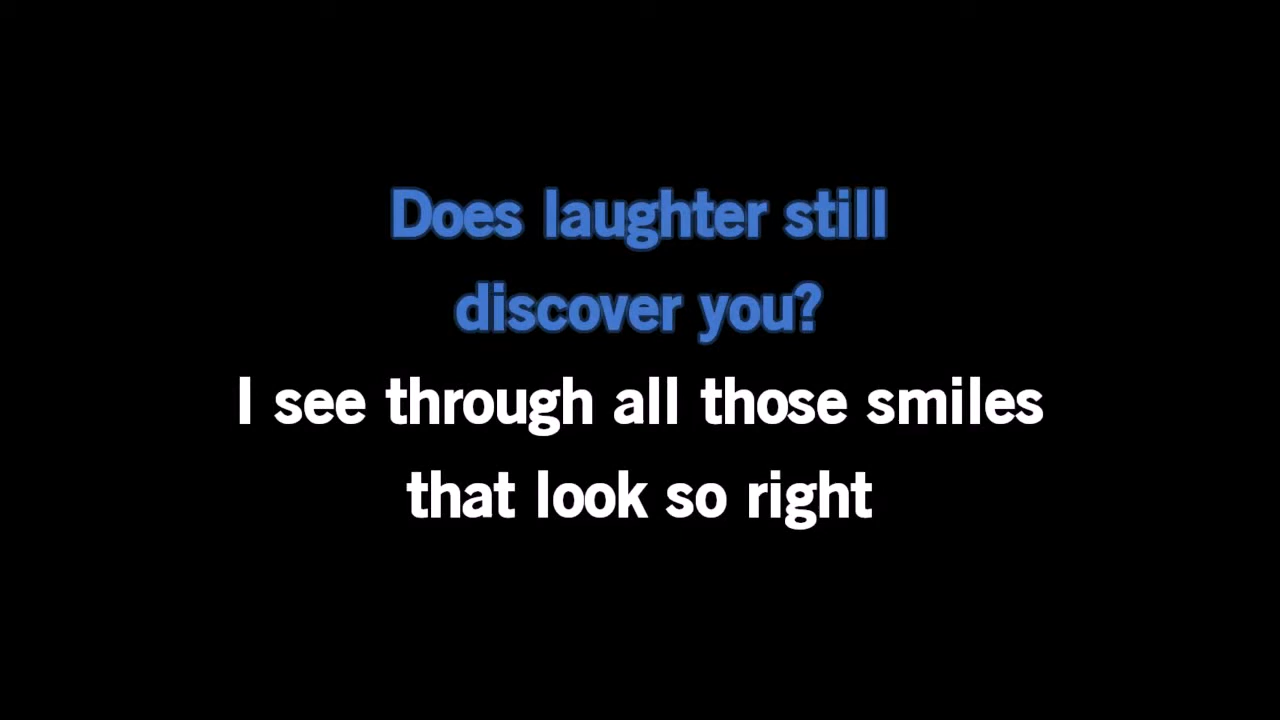 Does laughter still
discover you?
I see through all those smiles
that look so right